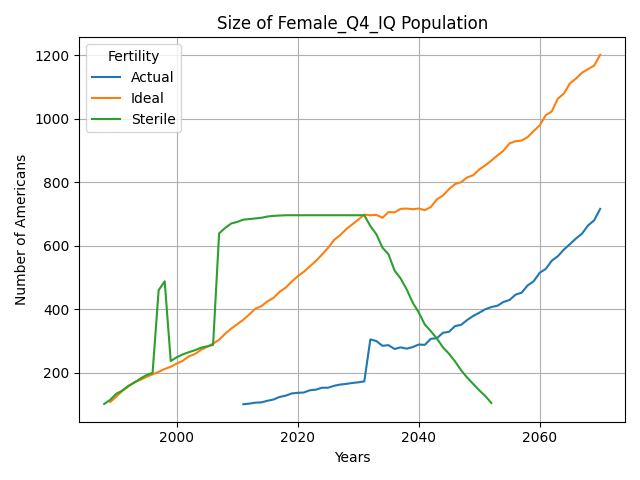 Size of Female_Q4_IQ Population
Fertility
Actual
Ideal
Sterile
1200
1000
800
600
400
200
Number of Americans
2000
2020
2040
2060
Years